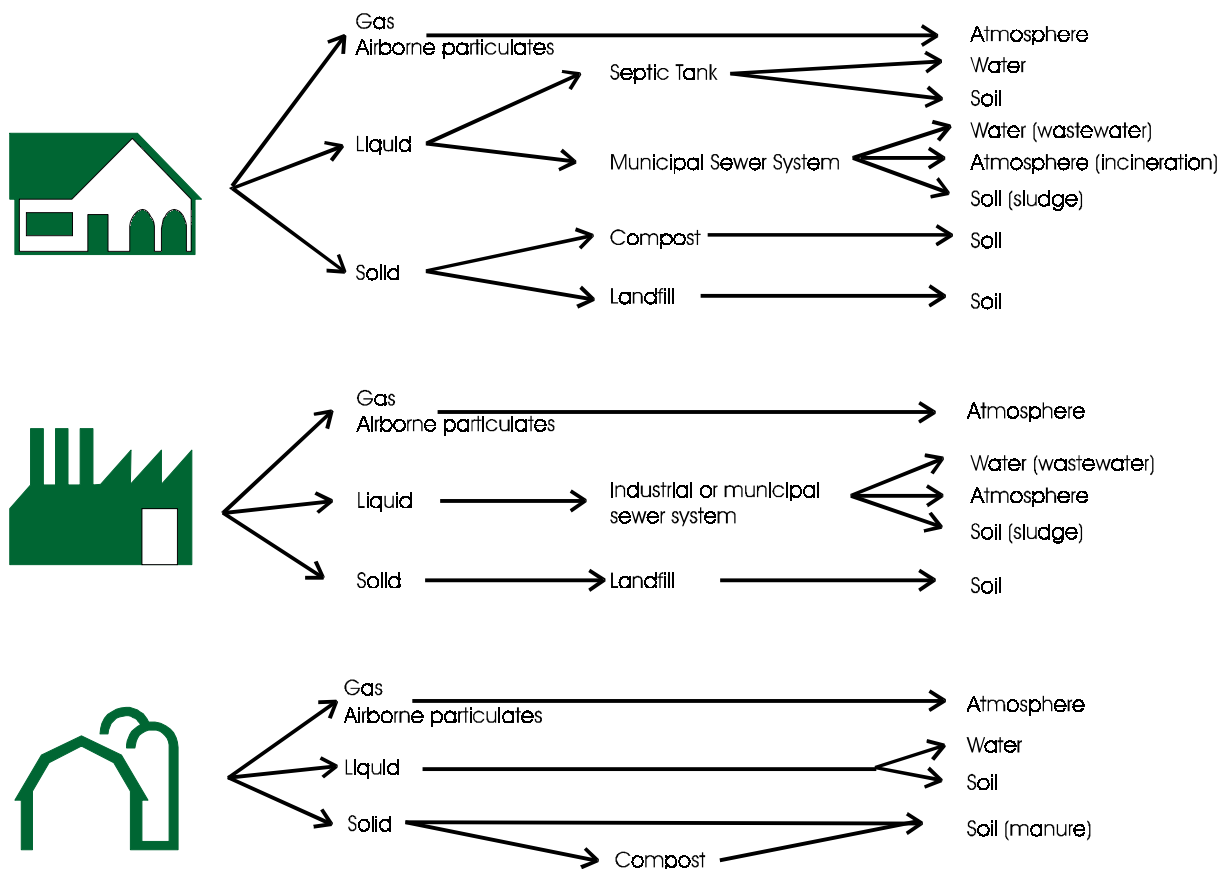 Gas
Airborne particulates
Atmosphere
Septic Tank
Water
Soil
Liquid
Municipal Sewer System
Water (wastewater)
Atmosphere (incineration)
Soil (sludge)
Solid
Compost
Soil
Landfill
Soil
Gas
Airborne particulates
Atmosphere
Liquid
Industrial or municipal
sewer system
Water (wastewater)
Atmosphere
Soil (sludge)
Solid
Landfill
Soil
Gas
Airborne particulates
Atmosphere
Liquid
Water
Soil
Solid
Compost
Soil (manure)